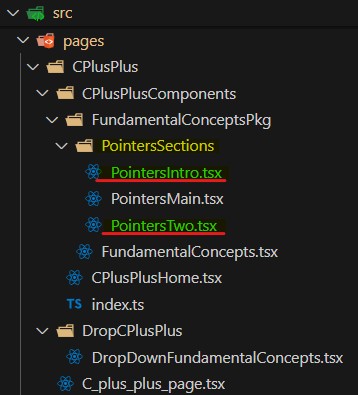 src
pages
CPlusPlus
CPlusPlusComponents
FundamentalConceptsPkg
PointersSections
PointersIntro.tsx
PointersMain.tsx
PointersTwo.tsx
FundamentalConcepts.tsx
CPlusPlusHome.tsx
TS index.ts
DropCPlusPlus
DropDownFundamentalConcepts.tsx
C_plus_plus_page.tsx